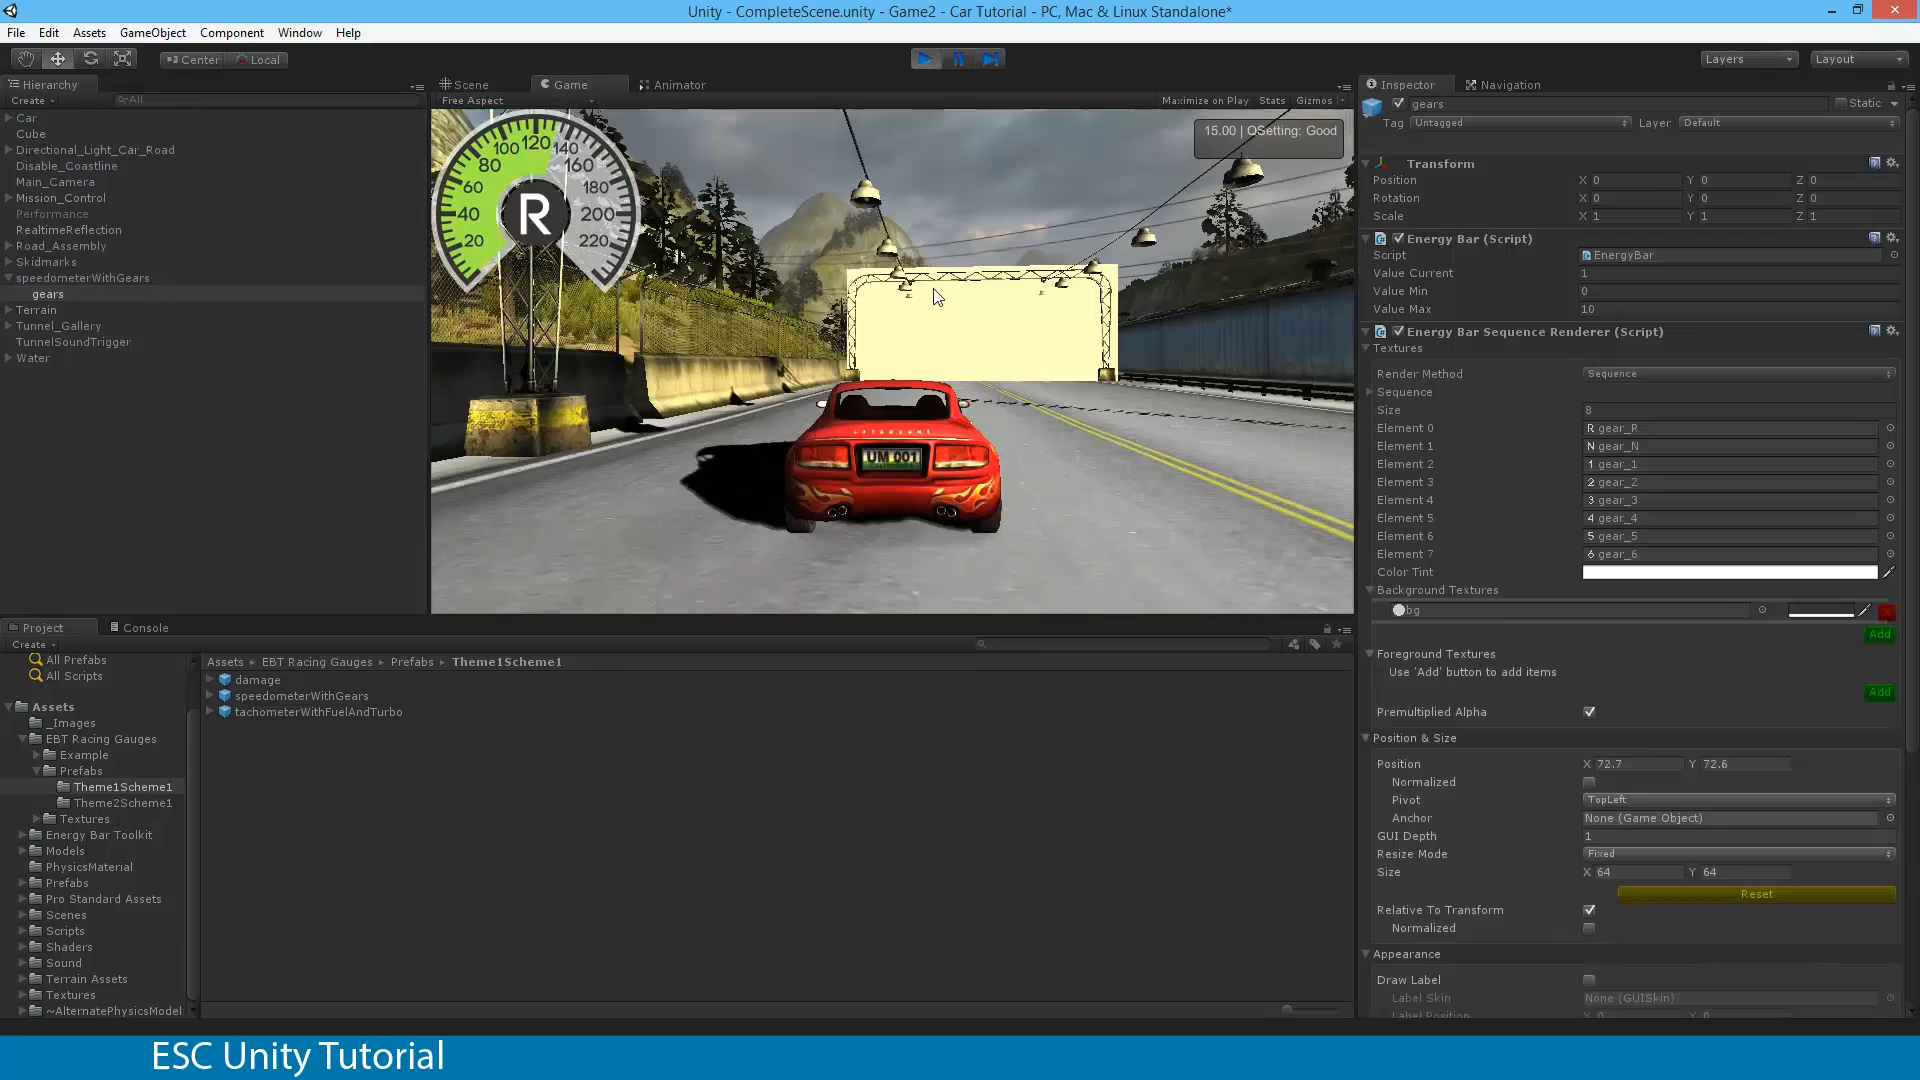 Unity - CompleteScene.unity - Game2 - Car Tutorial - PC, Mac & Linux Standalone*
File Edit Assets GameObject Component Window Help
Center Local
Layers Layout
Hierarchy
Create All
Car
Cube
Directional_Light_Car_Road
Disable_Coastline
Main_Camera
Mission_Control
Performance
RealtimeReflection
Road_Assembly
Skidmarks
speedometerWithGears
gears
Terrain
Tunnel_Gallery
TunnelSoundTrigger
Water
Scene Game Animator
Free Aspect Maximize on Play Stats Gizmos
20 40 60 80 100 120 140 160 180 200 220
R
15.00 | QSetting: Good
UM 001
Inspector Navigation
gears Static
Tag Untagged Layer Default
Transform
Position X 0 Y 0 Z 0
Rotation X 0 Y 0 Z 0
Scale X 1 Y 1 Z 1
Energy Bar (Script)
Script EnergyBar
Value Current 1
Value Min 0
Value Max 10
Energy Bar Sequence Renderer (Script)
Textures
Render Method Sequence
Sequence
Size 8
Element 0 R gear_R
Element 1 N gear_N
Element 2 1 gear_1
Element 3 2 gear_2
Element 4 3 gear_3
Element 5 4 gear_4
Element 6 5 gear_5
Element 7 6 gear_6
Color Tint
Background Textures
bg
Add
Foreground Textures
Use 'Add' button to add items
Add
Premultiplied Alpha
Position & Size
Position X 72.7 Y 72.6
Normalized
Pivot TopLeft
Anchor None (Game Object)
GUI Depth 1
Resize Mode Fixed
Size X 64 Y 64
Reset
Relative To Transform
Normalized
Appearance
Draw Label
Label Skin None (GUISkin)
Label Position X 0 Y 0
Project Console
Create
All Prefabs
All Scripts
Assets
_Images
EBT Racing Gauges
Example
Prefabs
Theme1Scheme1
Theme2Scheme1
Textures
Energy Bar Toolkit
Models
PhysicsMaterial
Prefabs
Pro Standard Assets
Scenes
Scripts
Shaders
Sound
Terrain Assets
Textures
~AlternatePhysicsModel
Assets EBT Racing Gauges Prefabs Theme1Scheme1
damage
speedometerWithGears
tachometerWithFuelAndTurbo
ESC Unity Tutorial